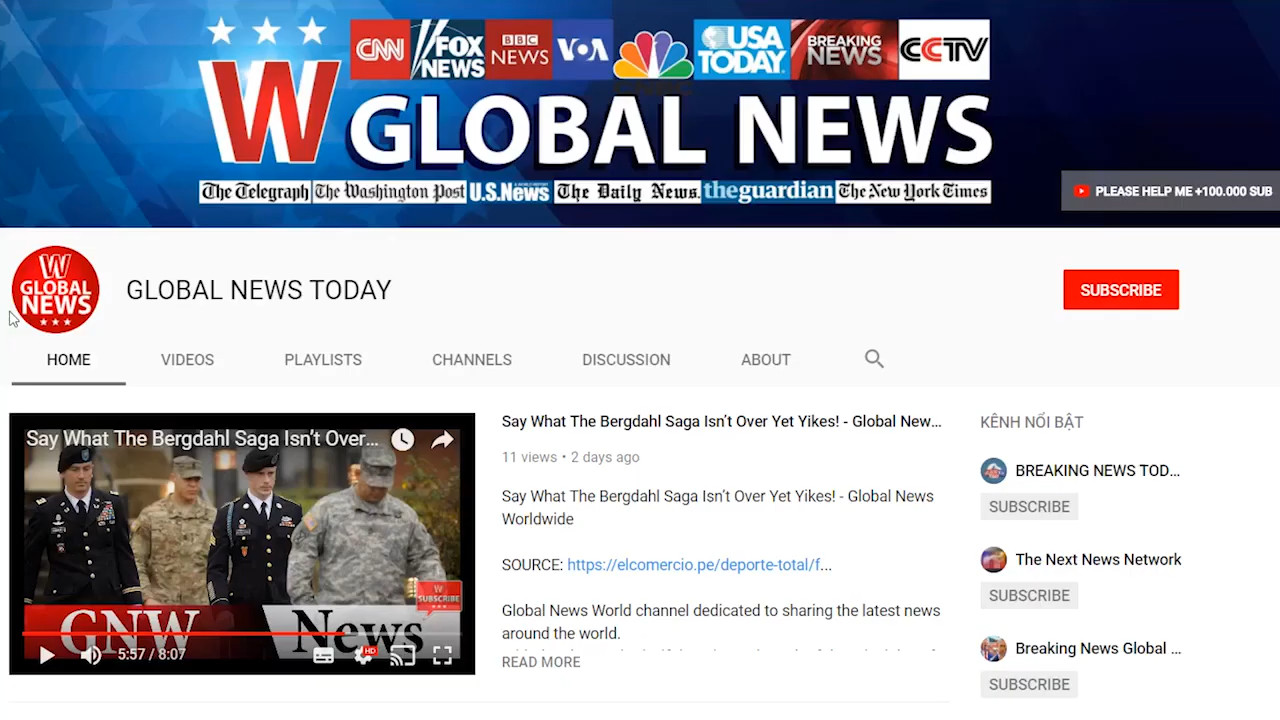 CNN
FOX
NEWS
BBC
NEWS
VOA
USA
TODAY
BREAKING
NEWS
CCTV
W GLOBAL NEWS
The Telegraph The Washington Post U.S.News The Daily News. theguardian The New York Times
PLEASE HELP ME +100.000 SUB
W
GLOBAL
NEWS
GLOBAL NEWS TODAY
SUBSCRIBE
HOME VIDEOS PLAYLISTS CHANNELS DISCUSSION ABOUT
Say What The Bergdahl Saga Isn’t Over...
W
SUBSCRIBE
GNW News
5:57 / 8:07
HD
Say What The Bergdahl Saga Isn’t Over Yet Yikes! - Global New...
11 views • 2 days ago
Say What The Bergdahl Saga Isn’t Over Yet Yikes! - Global News
Worldwide
SOURCE: https://elcomercio.pe/deporte-total/f...
Global News World channel dedicated to sharing the latest news
around the world.
READ MORE
KÊNH NỔI BẬT
BREAKING NEWS TOD...
SUBSCRIBE
The Next News Network
SUBSCRIBE
Breaking News Global ...
SUBSCRIBE